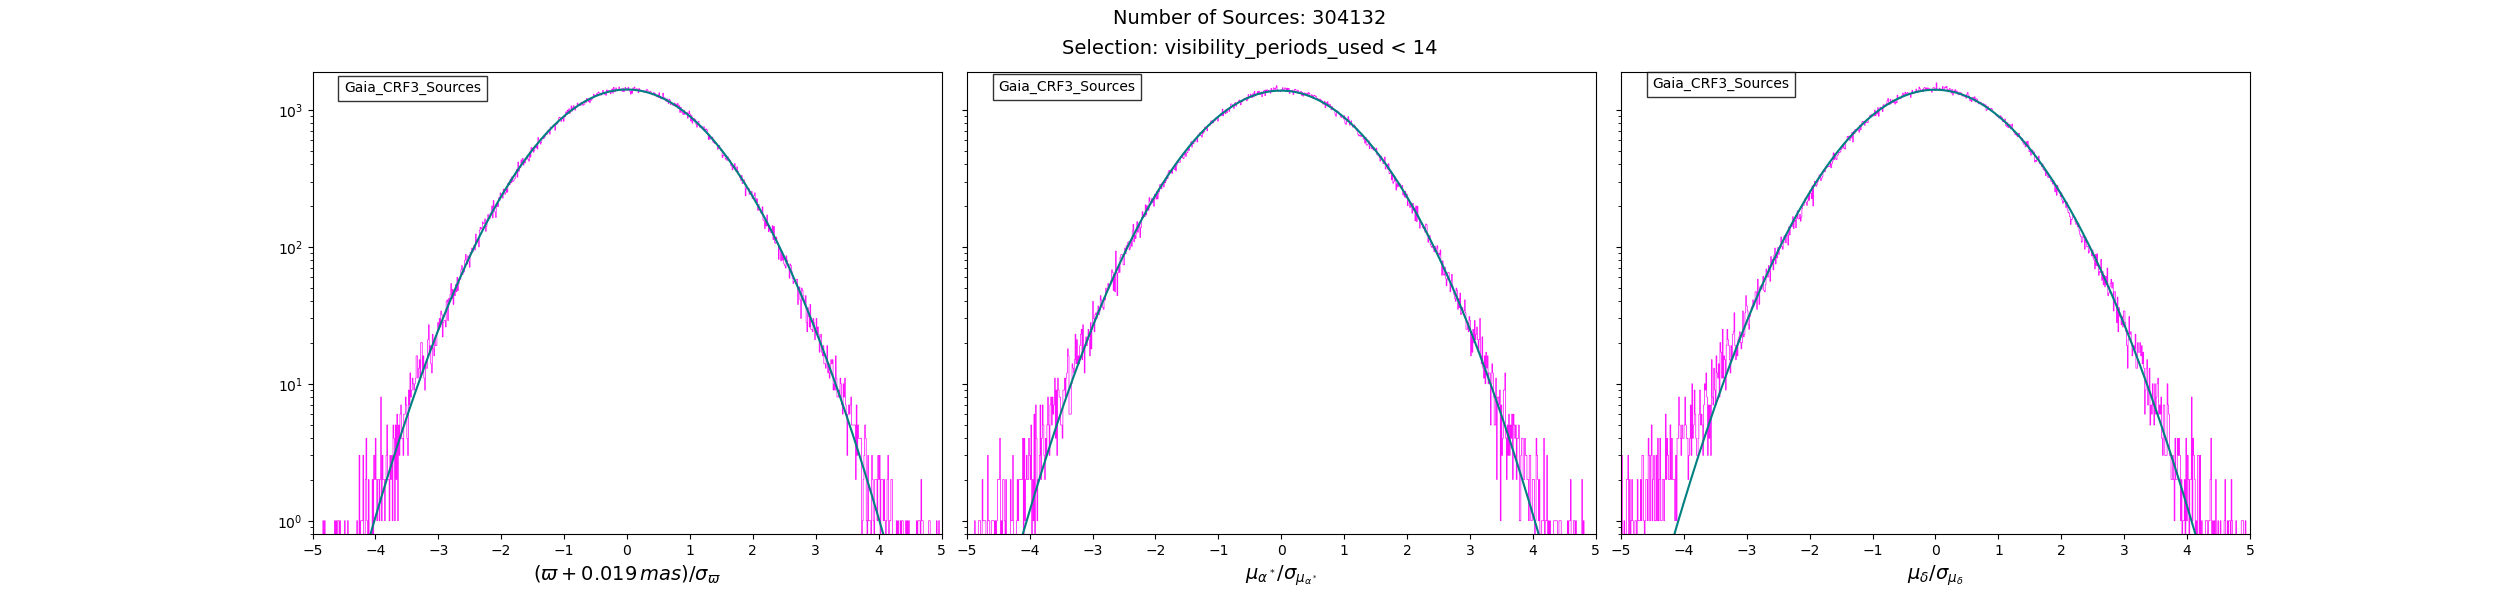 Number of Sources: 304132
Selection: visibility_periods_used < 14
Gaia_CRF3_Sources
Gaia_CRF3_Sources
Gaia_CRF3_Sources
10³
10²
10¹
10⁰
−5 −4 −3 −2 −1 0 1 2 3 4 5
−5 −4 −3 −2 −1 0 1 2 3 4 5
−5 −4 −3 −2 −1 0 1 2 3 4 5
(ϖ + 0.019 mas)/σ_ϖ
μ_α*/σ_μ_α*
μ_δ/σ_μ_δ